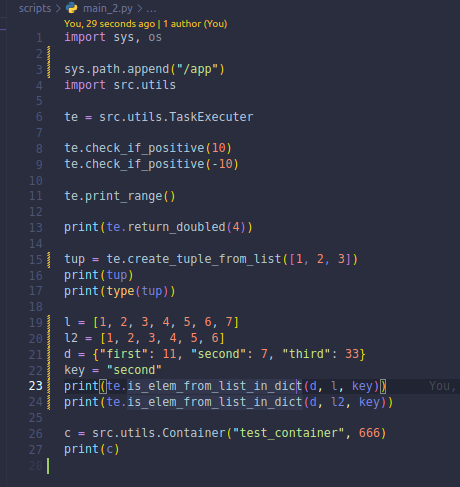 scripts > main_2.py > ...
You, 29 seconds ago | 1 author (You)
1 import sys, os
2
3 sys.path.append("/app")
4 import src.utils
5
6 te = src.utils.TaskExecuter
7
8 te.check_if_positive(10)
9 te.check_if_positive(-10)
10
11 te.print_range()
12
13 print(te.return_doubled(4))
14
15 tup = te.create_tuple_from_list([1, 2, 3])
16 print(tup)
17 print(type(tup))
18
19 l = [1, 2, 3, 4, 5, 6, 7]
20 l2 = [1, 2, 3, 4, 5, 6]
21 d = {"first": 11, "second": 7, "third": 33}
22 key = "second"
23 print(te.is_elem_from_list_in_dict(d, l, key)) You,
24 print(te.is_elem_from_list_in_dict(d, l2, key))
25
26 c = src.utils.Container("test_container", 666)
27 print(c)
28